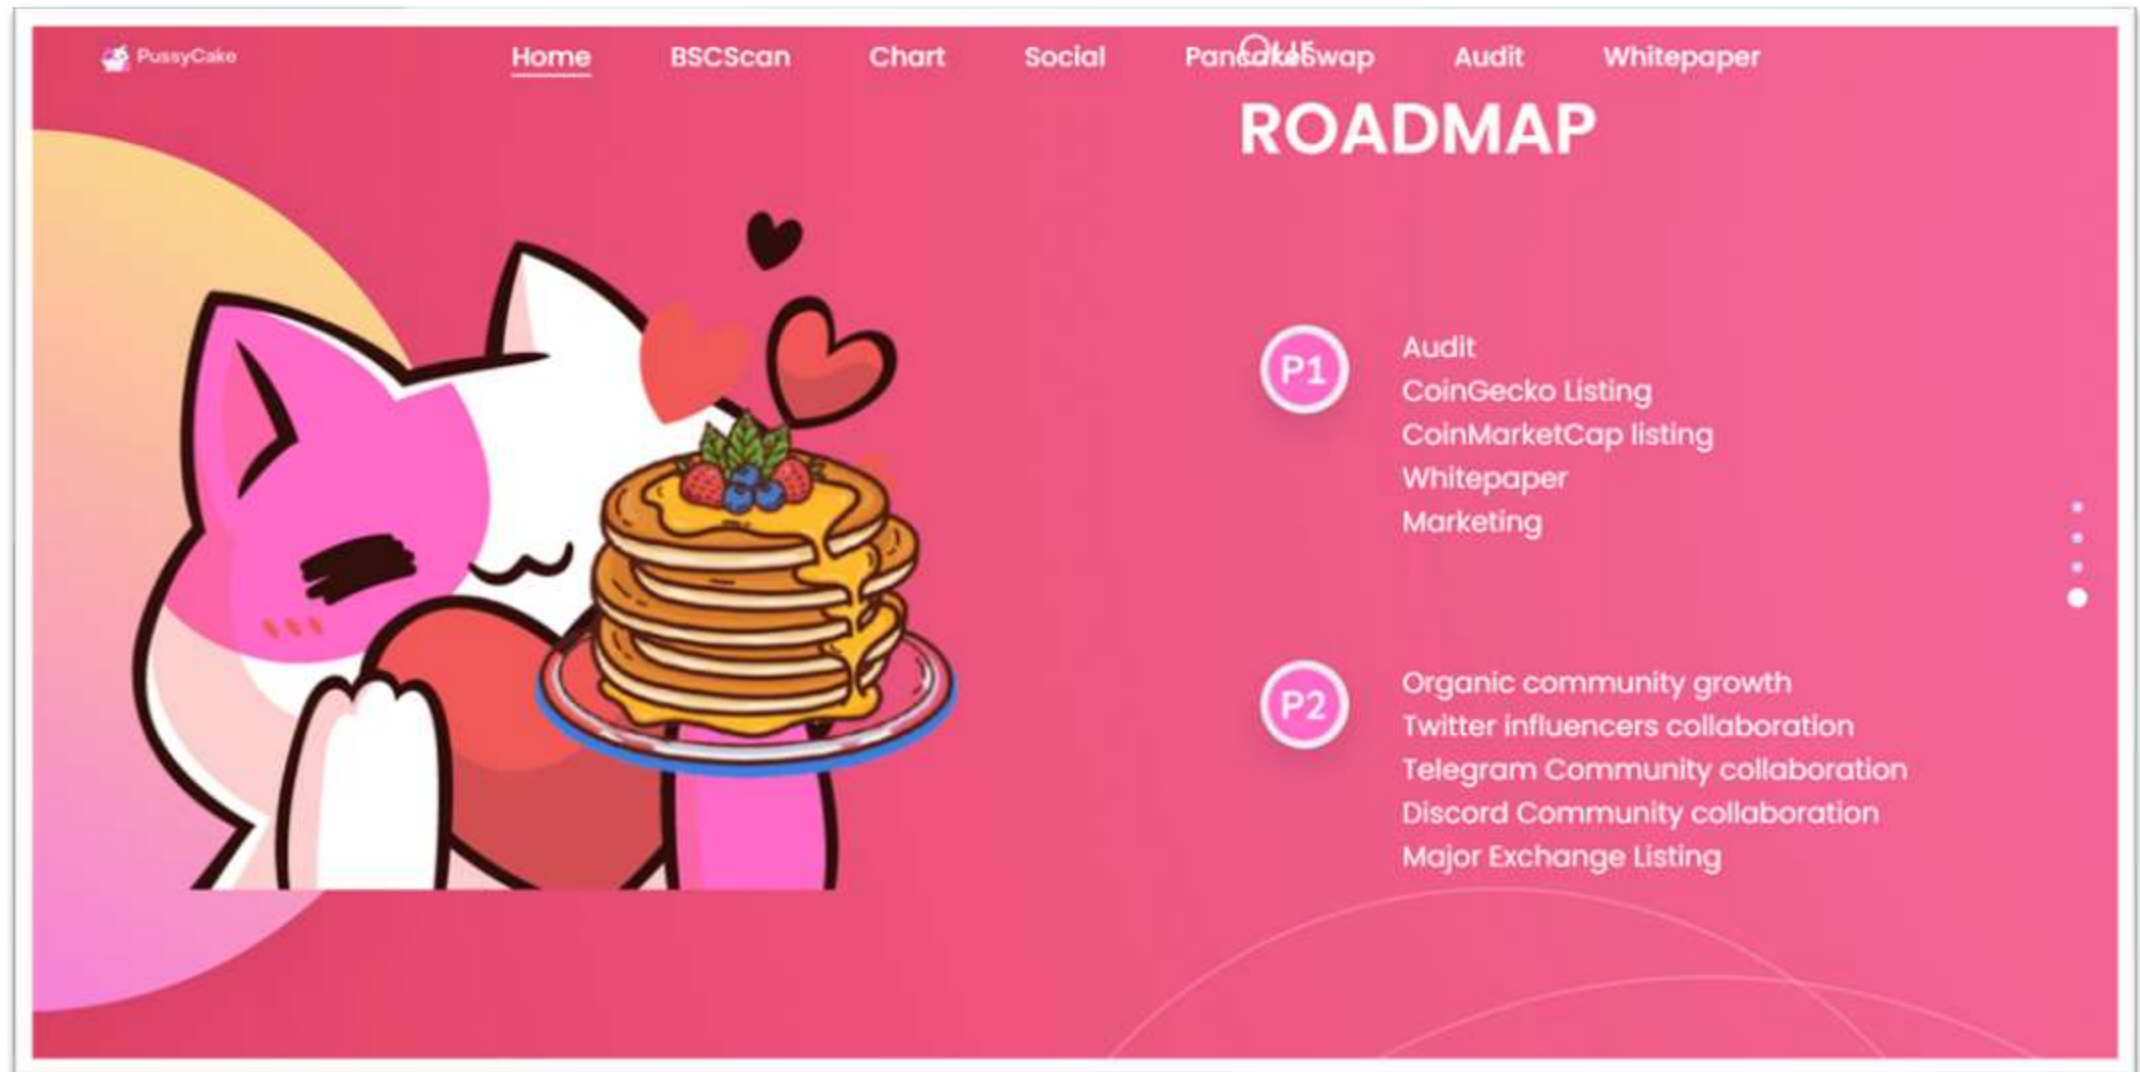 PussyCake
Home BSCScan Chart Social PancakeSwap Audit Whitepaper
Our
ROADMAP
P1
Audit
CoinGecko Listing
CoinMarketCap listing
Whitepaper
Marketing
P2
Organic community growth
Twitter influencers collaboration
Telegram Community collaboration
Discord Community collaboration
Major Exchange Listing